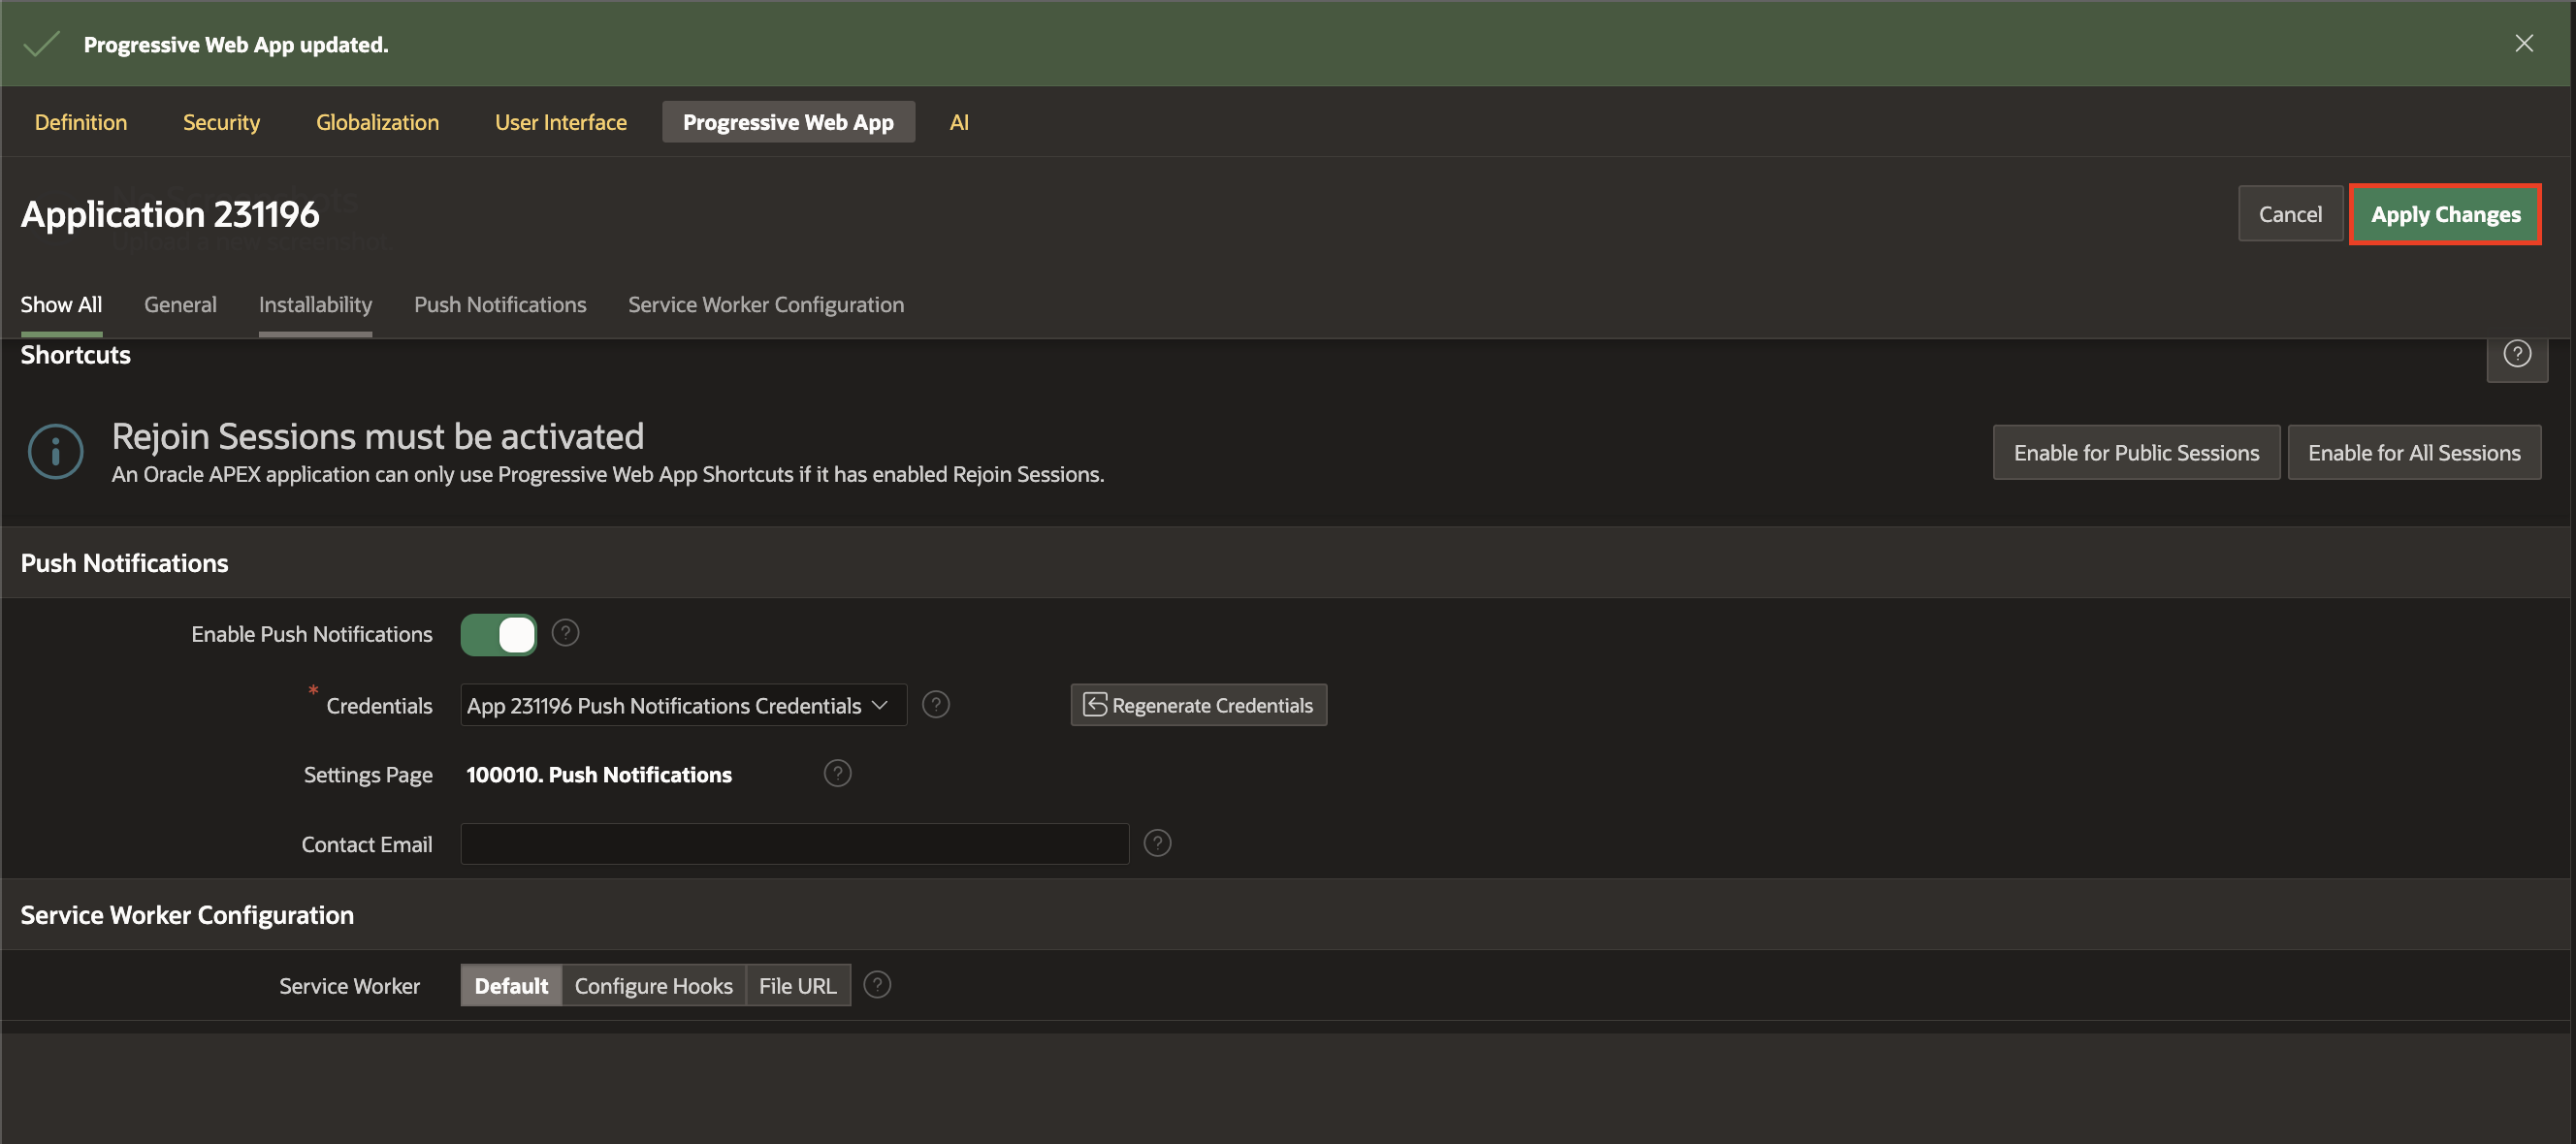 Progressive Web App updated.
Definition Security Globalization User Interface Progressive Web App AI
Application 231196
Upload a new screenshot.
Cancel Apply Changes
Show All General Installability Push Notifications Service Worker Configuration
Shortcuts
Rejoin Sessions must be activated
An Oracle APEX application can only use Progressive Web App Shortcuts if it has enabled Rejoin Sessions.
Enable for Public Sessions Enable for All Sessions
Push Notifications
Enable Push Notifications
* Credentials App 231196 Push Notifications Credentials Regenerate Credentials
Settings Page 100010. Push Notifications
Contact Email
Service Worker Configuration
Service Worker Default Configure Hooks File URL